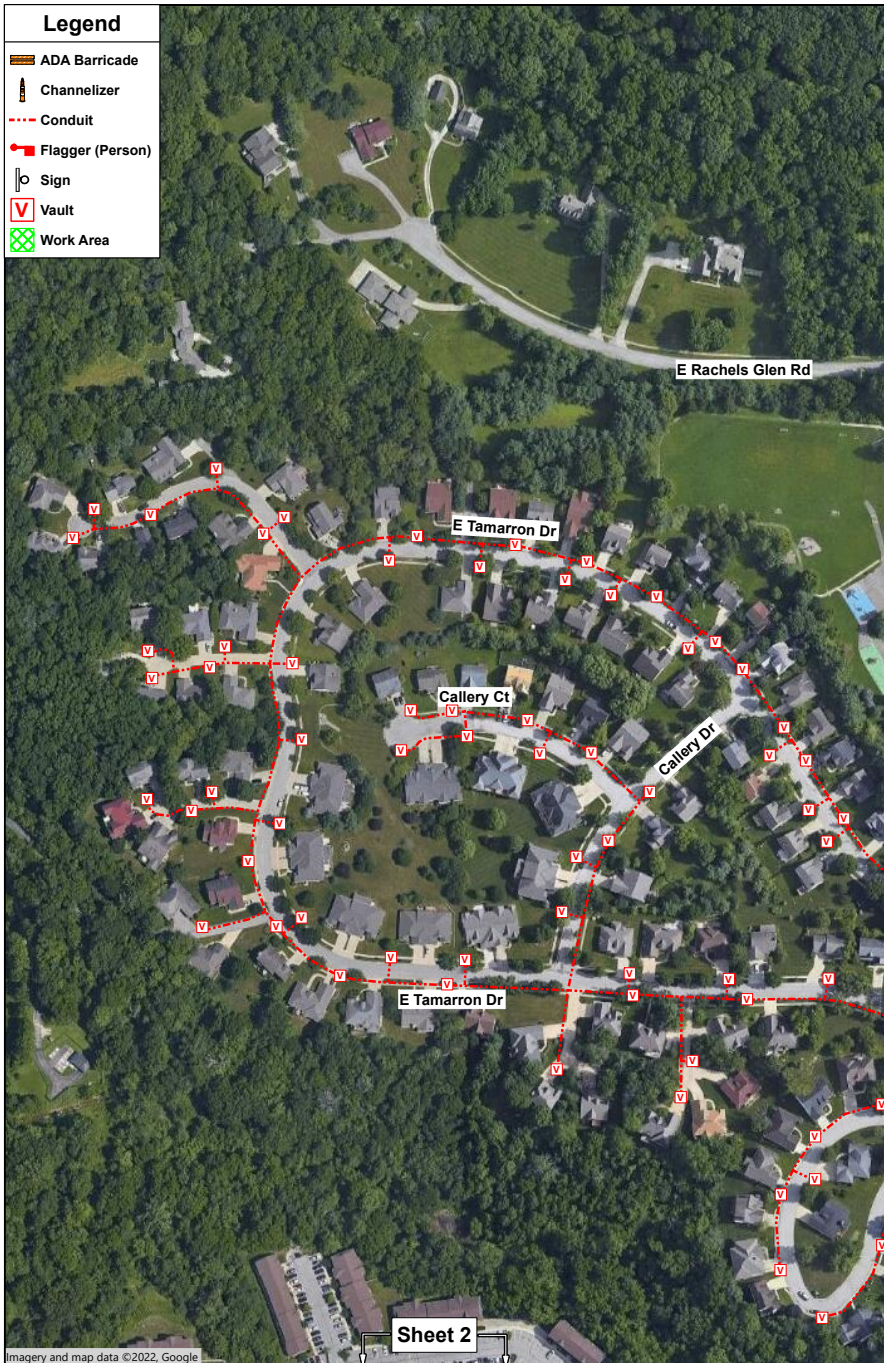 Legend
ADA Barricade
Channelizer
Conduit
Flagger (Person)
Sign
V Vault
Work Area
E Rachels Glen Rd
E Tamarron Dr
Callery Ct
Callery Dr
E Tamarron Dr
Sheet 2
Imagery and map data ©2022, Google